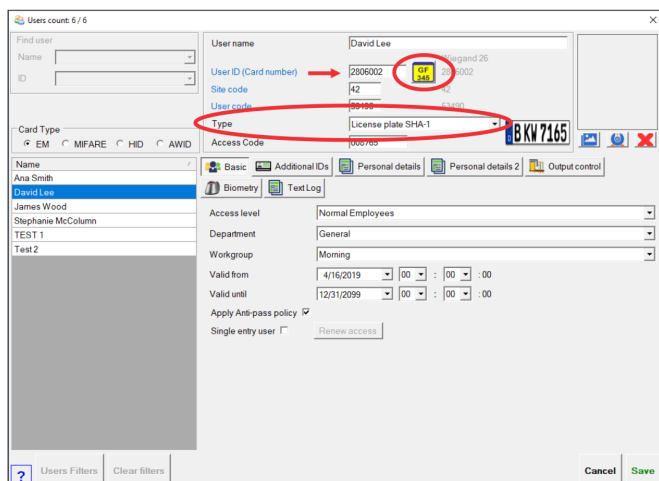 Users count: 6 / 6
Find user
Name
ID
Card Type
EM MIFARE HID AWID
Name
Ana Smith
David Lee
James Wood
Stephanie McColumn
TEST 1
Test 2
User name David Lee
Wiegand 26
User ID (Card number) 2806002 GF 345
Site code 42 42
User code 53490 53490
Type License plate SHA-1
B KW 7165
Access Code 008765
Basic Additional IDs Personal details Personal details 2 Output control
Biometry Text Log
Access level Normal Employees
Department General
Workgroup Morning
Valid from 4/16/2019 00 : 00 : 00
Valid until 12/31/2099 00 : 00 : 00
Apply Anti-pass policy
Single entry user Renew access
? Users Filters Clear filters
Cancel Save